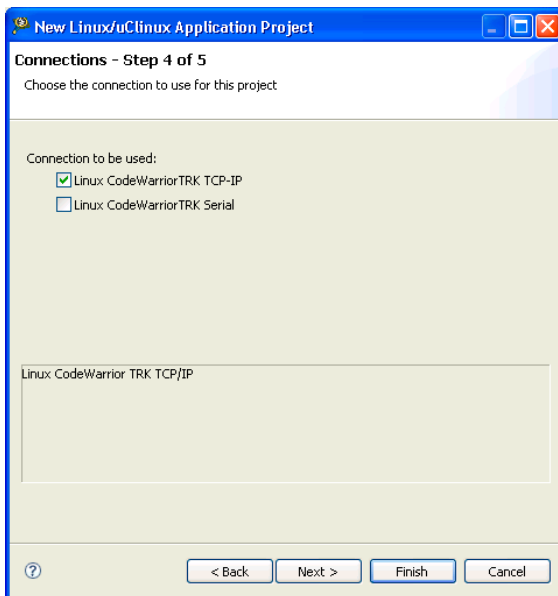 New Linux/uClinux Application Project
Connections - Step 4 of 5
Choose the connection to use for this project
Connection to be used:
Linux CodeWarriorTRK TCP-IP
Linux CodeWarriorTRK Serial
Linux CodeWarrior TRK TCP/IP
?
< Back
Next >
Finish
Cancel